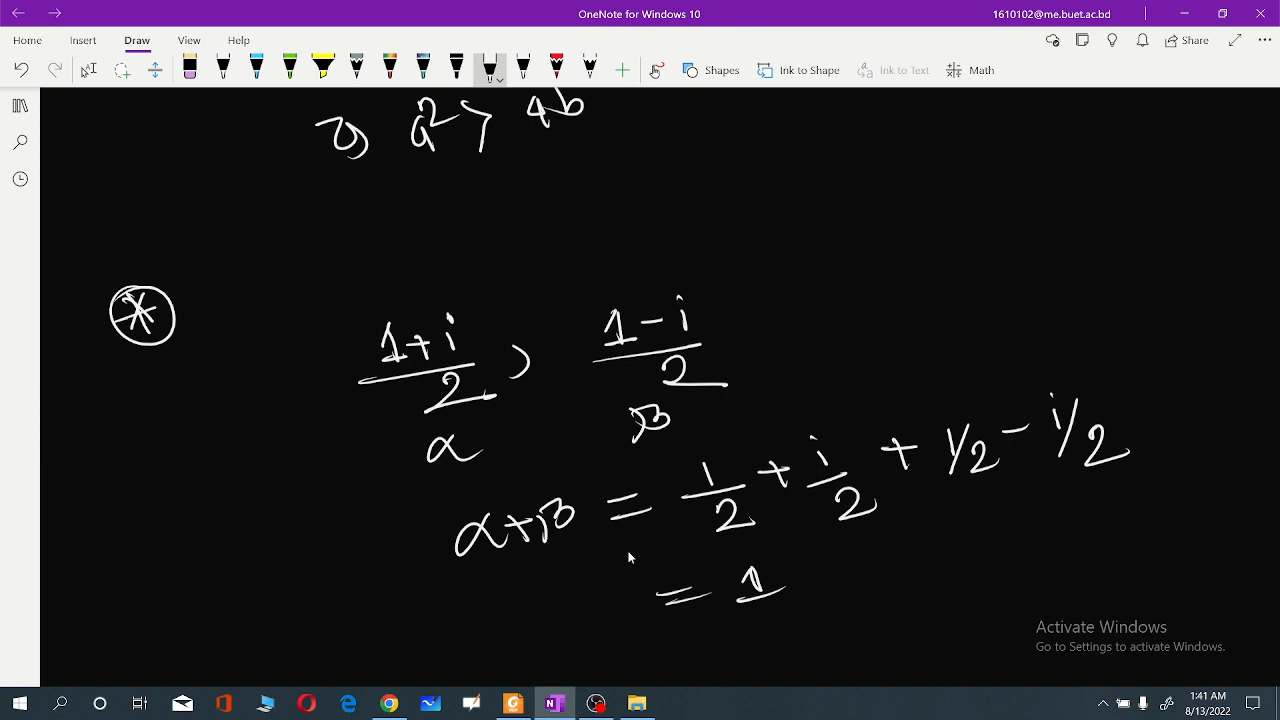 OneNote for Windows 10
1610102@me.buet.ac.bd
Home Insert Draw View Help
Share
Shapes Ink to Shape Ink to Text Math
a² > 4b
(1+i)/2 , (1-i)/2
α β
α+β = 1/2 + i/2 + 1/2 - i/2
= 1
Activate Windows
Go to Settings to activate Windows.
1:41 AM
8/13/2022